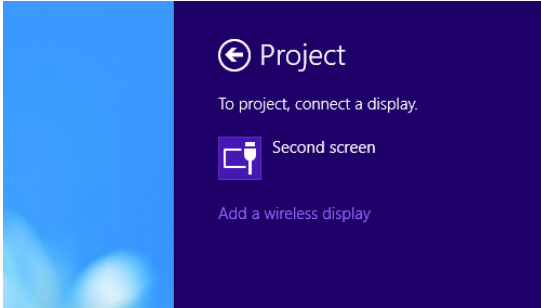 Project
To project, connect a display.
Second screen
Add a wireless display